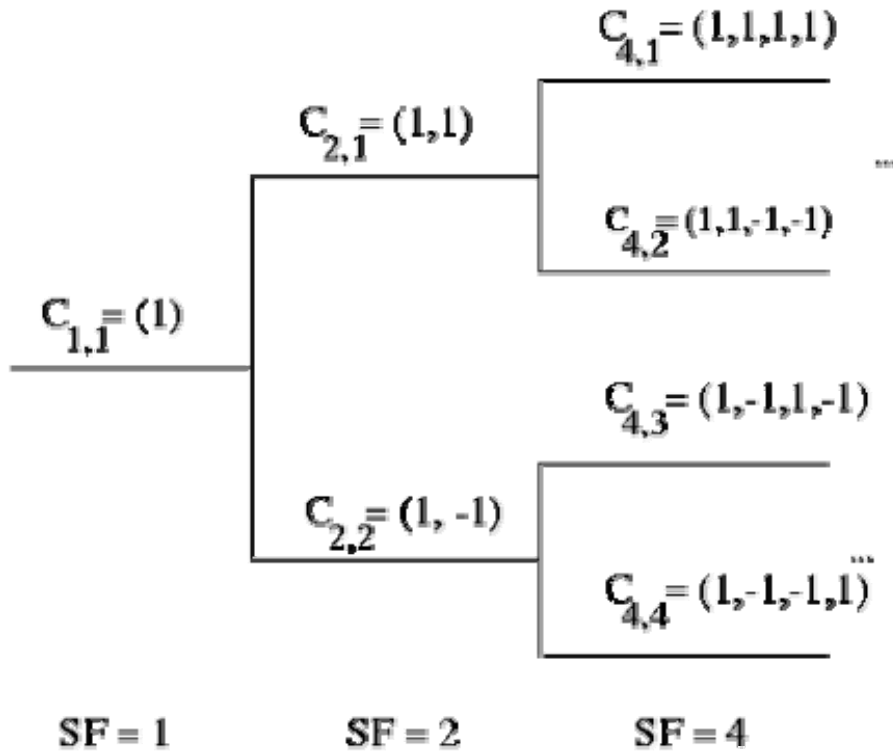 C4,1= (1,1,1,1)
C2,1= (1,1)
...
C4,2= (1,1,-1,-1)
C1,1= (1)
C4,3= (1,-1,1,-1)
C2,2= (1, -1)
...
C4,4= (1,-1,-1,1)
SF = 1 SF = 2 SF = 4